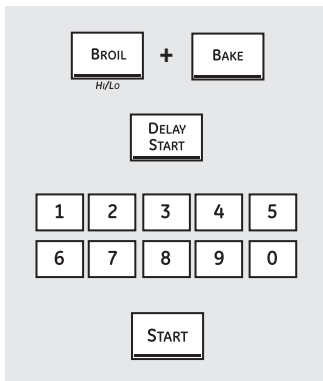 BROIL + BAKE
HI/LO
DELAY
START
1 2 3 4 5
6 7 8 9 0
START